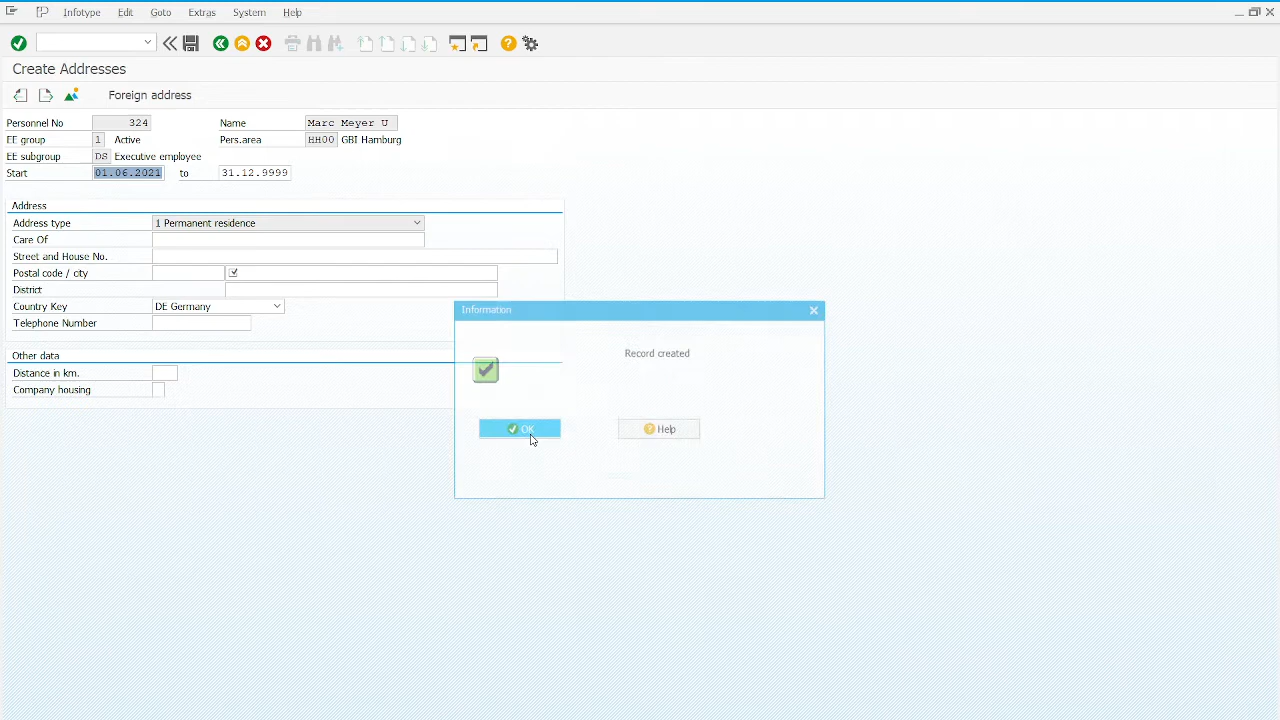 Infotype Edit Goto Extras System Help
Create Addresses
Foreign address
Personnel No 324 Name Marc Meyer U
EE group 1 Active Pers.area HH00 GBI Hamburg
EE subgroup DS Executive employee
Start 01.06.2021 to 31.12.9999
Address
Address type 1 Permanent residence
Care Of
Street and House No.
Postal code / city
District
Country Key DE Germany
Telephone Number
Other data
Distance in km.
Company housing
Information
Record created
OK Help